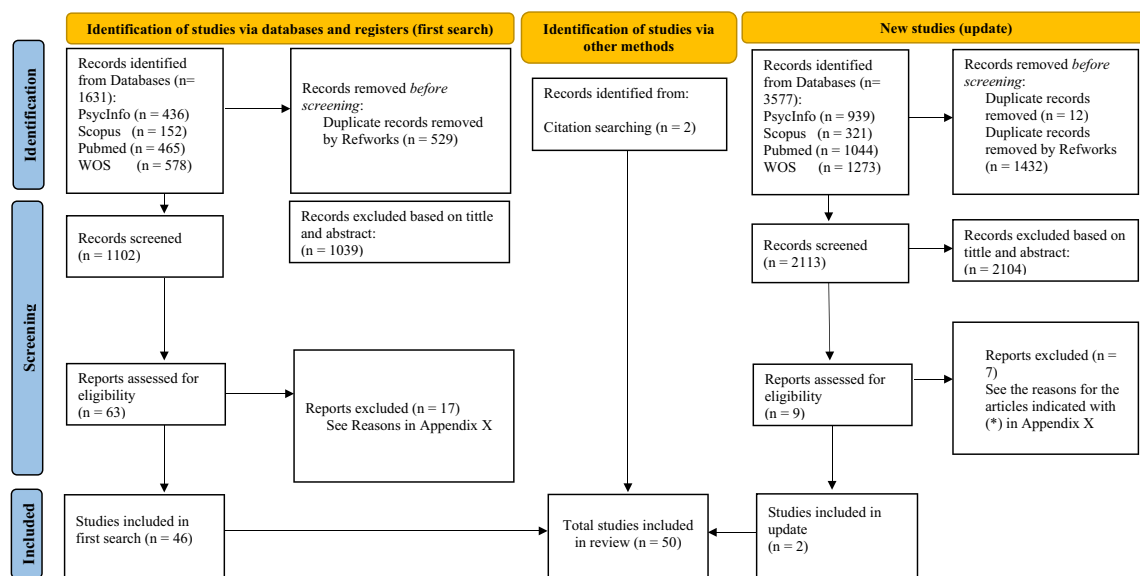 Identification of studies via databases and registers (first search)
Identification of studies via
other methods
New studies (update)
Identification
Records identified
from Databases (n=
1631):
PsycInfo (n = 436)
Scopus (n = 152)
Pubmed (n = 465)
WOS (n = 578)
Records removed before
screening:
Duplicate records removed
by Refworks (n = 529)
Records identified from:
Citation searching (n = 2)
Records identified
from Databases (n=
3577):
PsycInfo (n = 939)
Scopus (n = 321)
Pubmed (n = 1044)
WOS (n = 1273)
Records removed before
screening:
Duplicate records
removed (n = 12)
Duplicate records
removed by Refworks
(n = 1432)
Screening
Records screened
(n = 1102)
Records excluded based on tittle
and abstract:
(n = 1039)
Records screened
(n = 2113)
Records excluded based on
tittle and abstract:
(n = 2104)
Reports assessed for
eligibility
(n = 63)
Reports excluded (n = 17)
See Reasons in Appendix X
Reports assessed for
eligibility
(n = 9)
Reports excluded (n =
7)
See the reasons for the
articles indicated with
(*) in Appendix X
Included
Studies included in
first search (n = 46)
Total studies included
in review (n = 50)
Studies included in
update
(n = 2)